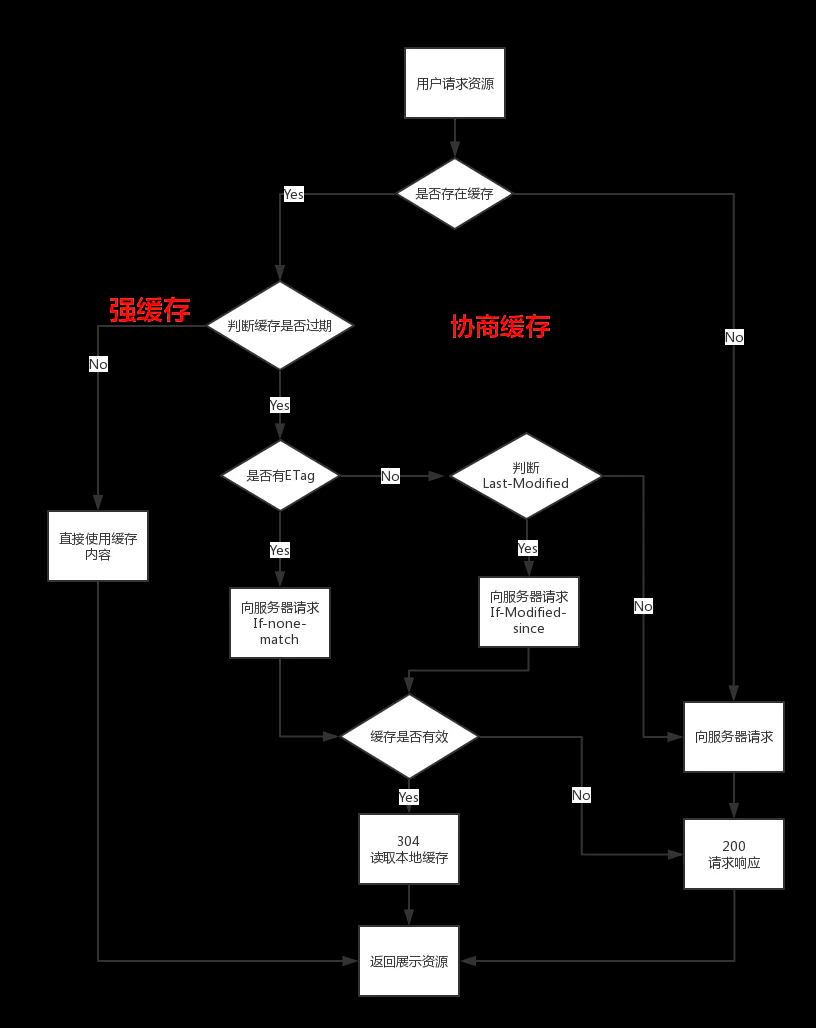 用户请求资源
是否存在缓存
Yes
强缓存
判断缓存是否过期
协商缓存
No
No
Yes
是否有ETag
No
判断
Last-Modified
直接使用缓存
内容
Yes
Yes
向服务器请求
If-none-
match
向服务器请求
If-Modified-
since
No
缓存是否有效
向服务器请求
Yes
No
304
读取本地缓存
200
请求响应
返回展示资源